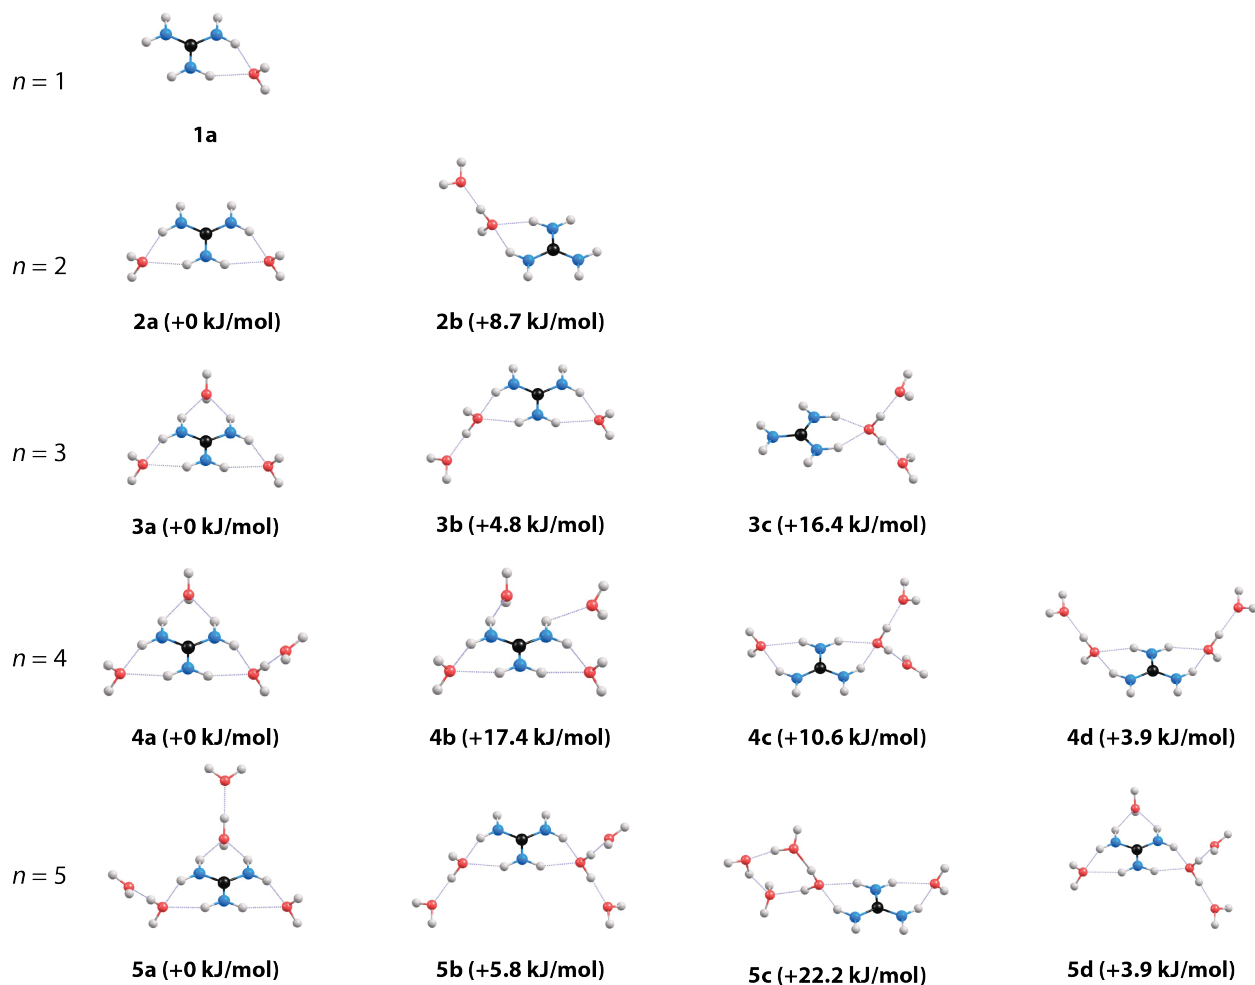 n = 1
1a
n = 2
2a (+0 kJ/mol)
2b (+8.7 kJ/mol)
n = 3
3a (+0 kJ/mol)
3b (+4.8 kJ/mol)
3c (+16.4 kJ/mol)
n = 4
4a (+0 kJ/mol)
4b (+17.4 kJ/mol)
4c (+10.6 kJ/mol)
4d (+3.9 kJ/mol)
n = 5
5a (+0 kJ/mol)
5b (+5.8 kJ/mol)
5c (+22.2 kJ/mol)
5d (+3.9 kJ/mol)